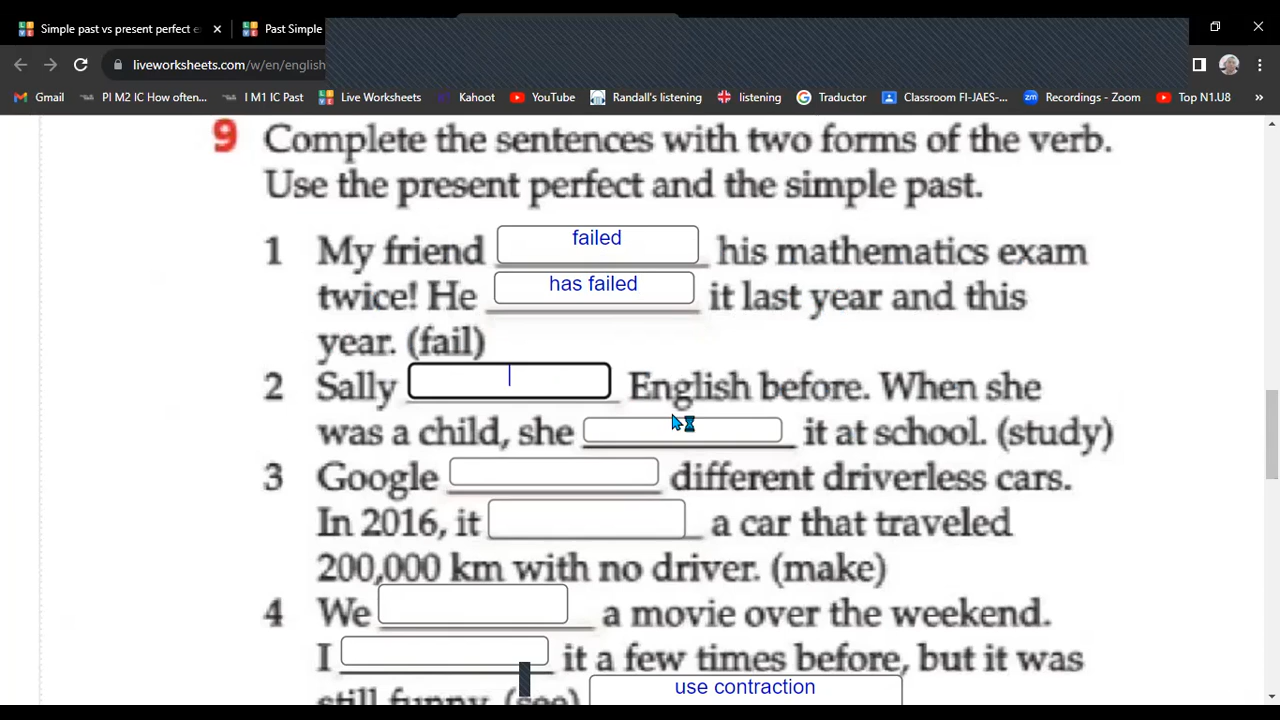 Simple past vs present perfect e
Past Simple
liveworksheets.com/w/en/english
Gmail
PI M2 IC How often...
I M1 IC Past
Live Worksheets
Kahoot
YouTube
Randall's listening
listening
Traductor
Classroom FI-JAES-...
Recordings - Zoom
Top N1.U8
»
9 Complete the sentences with two forms of the verb.
Use the present perfect and the simple past.
1 My friend failed his mathematics exam
twice! He has failed it last year and this
year. (fail)
2 Sally English before. When she
was a child, she it at school. (study)
3 Google different driverless cars.
In 2016, it a car that traveled
200,000 km with no driver. (make)
4 We a movie over the weekend.
I it a few times before, but it was
still funny. (see) use contraction